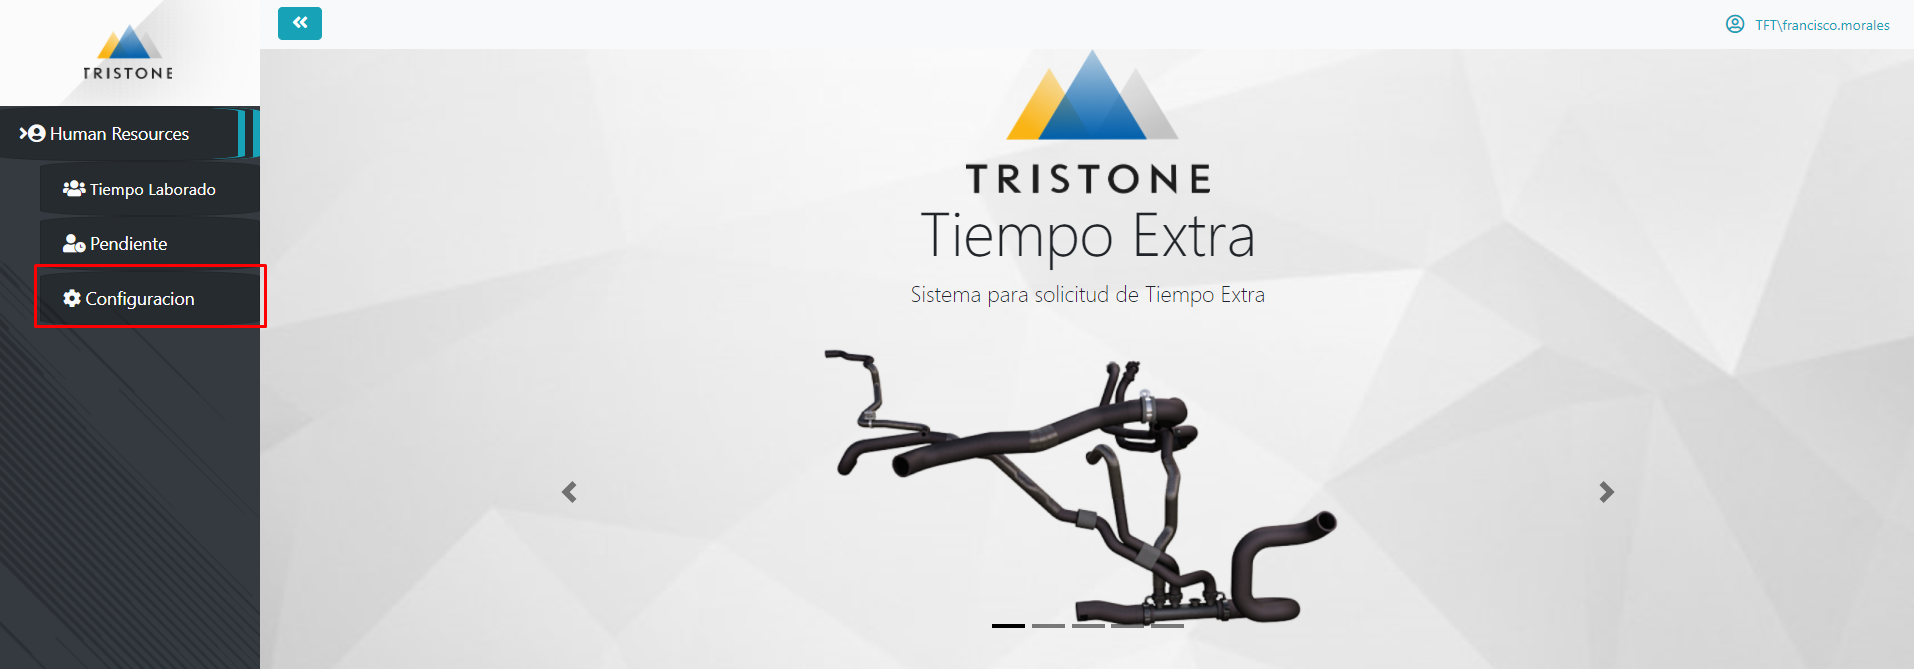 TRISTONE
TFT\francisco.morales
Human Resources
Tiempo Laborado
Pendiente
Configuracion
TRISTONE
Tiempo Extra
Sistema para solicitud de Tiempo Extra